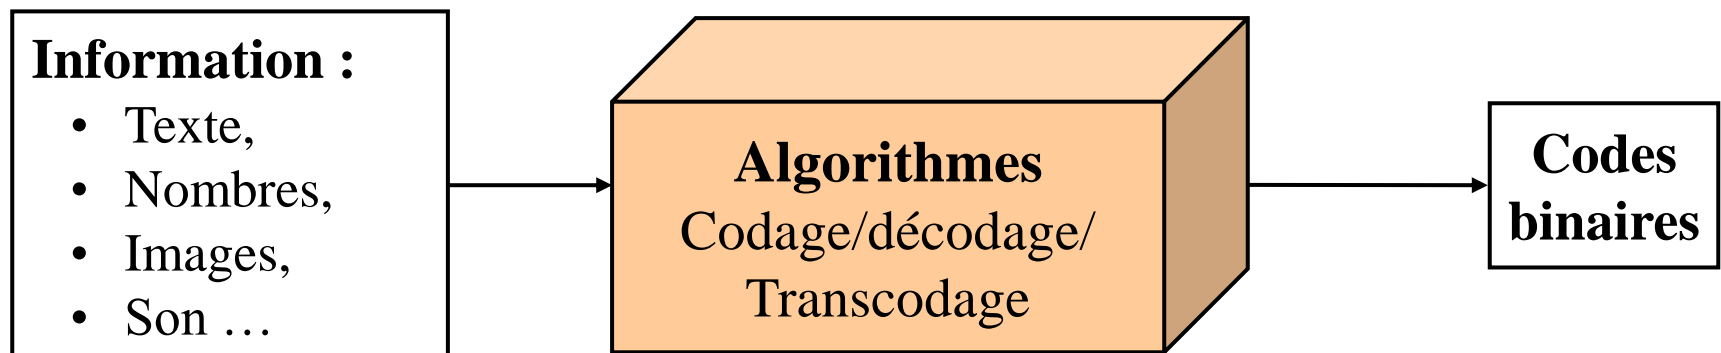 Information :
• Texte,
• Nombres,
• Images,
• Son …
Algorithmes
Codage/décodage/
Transcodage
Codes
binaires